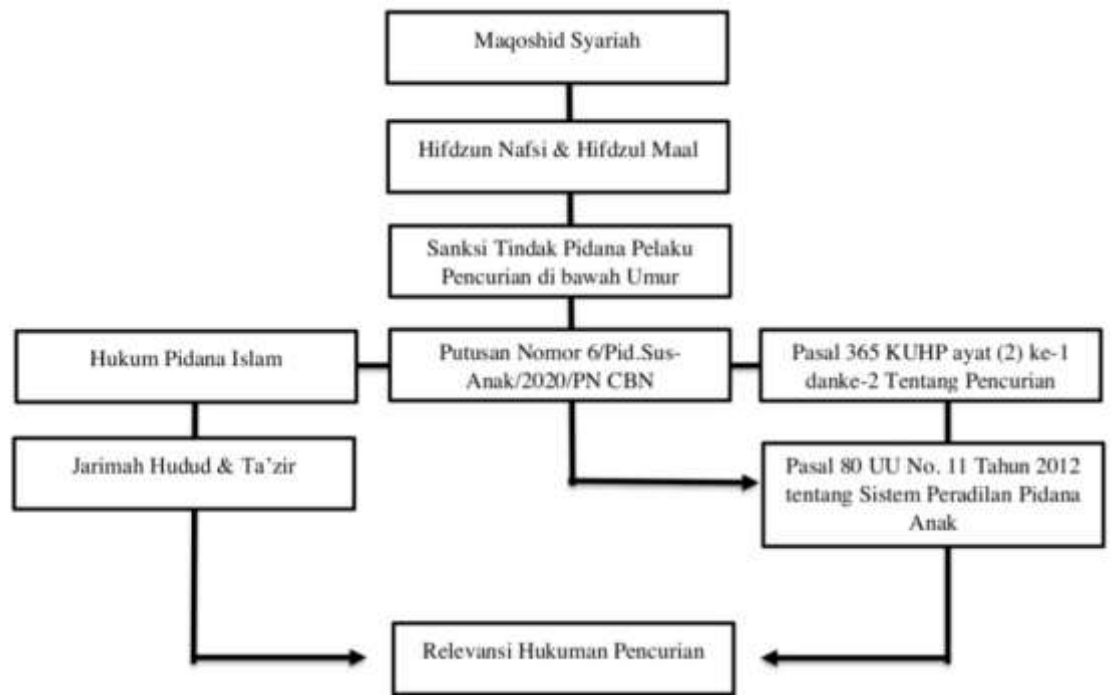 Maqoshid Syariah
Hifdzun Nafsi & Hifdzul Maal
Sanksi Tindak Pidana Pelaku
Pencurian di bawah Umur
Hukum Pidana Islam
Putusan Nomor 6/Pid.Sus-
Anak/2020/PN CBN
Pasal 365 KUHP ayat (2) ke-1
danke-2 Tentang Pencurian
Jarimah Hudud & Ta'zir
Pasal 80 UU No. 11 Tahun 2012
tentang Sistem Peradilan Pidana
Anak
Relevansi Hukuman Pencurian